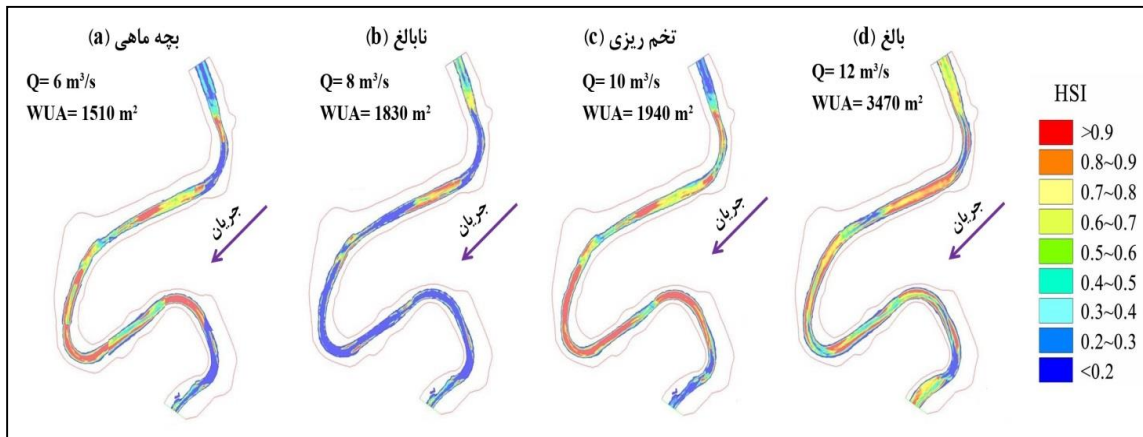 (a) بچه ماهی
Q= 6 m³/s
WUA= 1510 m²
جریان
(b) نابالغ
Q= 8 m³/s
WUA= 1830 m²
جریان
(c) تخم ریزی
Q= 10 m³/s
WUA= 1940 m²
جریان
(d) بالغ
Q= 12 m³/s
WUA= 3470 m²
جریان
HSI
>0.9
0.8~0.9
0.7~0.8
0.6~0.7
0.5~0.6
0.4~0.5
0.3~0.4
0.2~0.3
<0.2